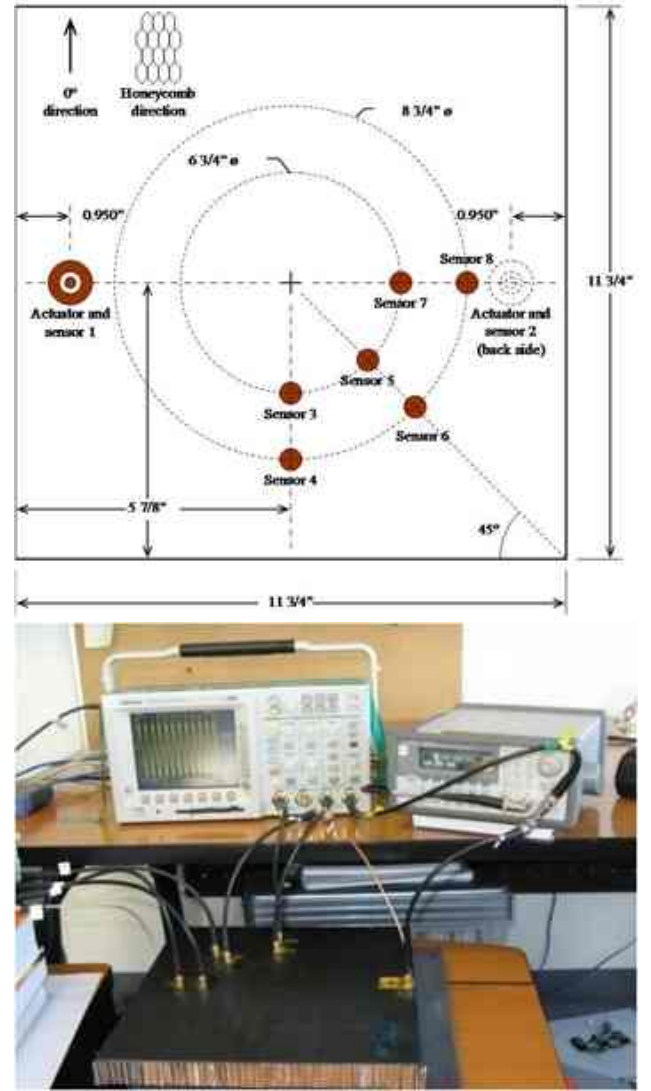 0°
direction
Honeycomb
direction
8 3/4" ø
6 3/4" ø
0.950"
0.950"
Sensor 8
11 3/4"
Actuator and
sensor 1
Sensor 7
Actuator and
sensor 2
(back side)
Sensor 5
Sensor 3
Sensor 6
Sensor 4
5 7/8"
45°
11 3/4"